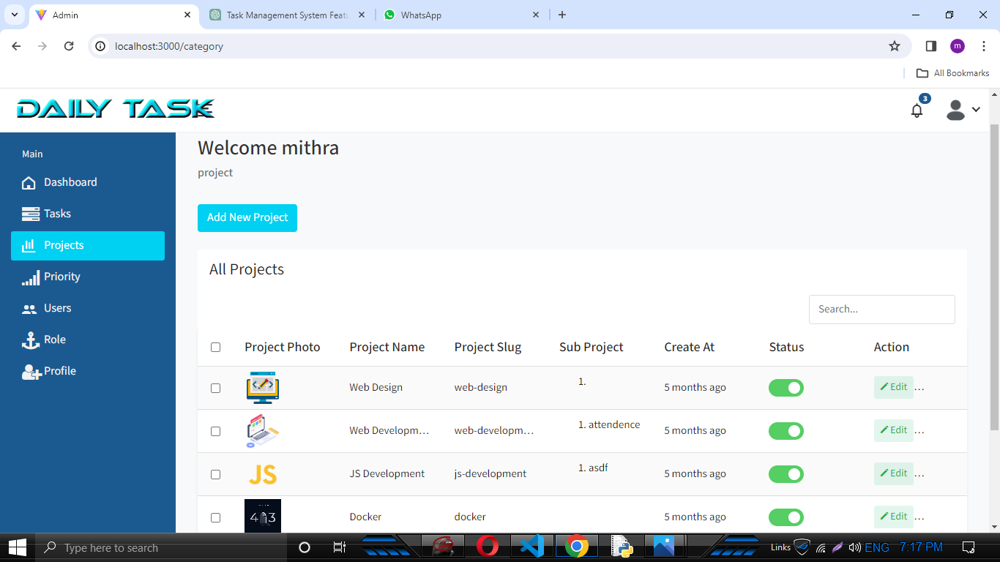 Admin
Task Management System Featu
WhatsApp
localhost:3000/category
m
All Bookmarks
DAILY TASK
3
Main
Dashboard
Tasks
Projects
Priority
Users
Role
Profile
Welcome mithra
project
Add New Project
All Projects
Search...
Project Photo Project Name Project Slug Sub Project Create At Status Action
Web Design web-design 1. 5 months ago Edit ...
Web Developm... web-developm... 1. attendence 5 months ago Edit ...
JS JS Development js-development 1. asdf 5 months ago Edit ...
Docker docker 5 months ago Edit ...
Type here to search
Links
ENG
7:17 PM